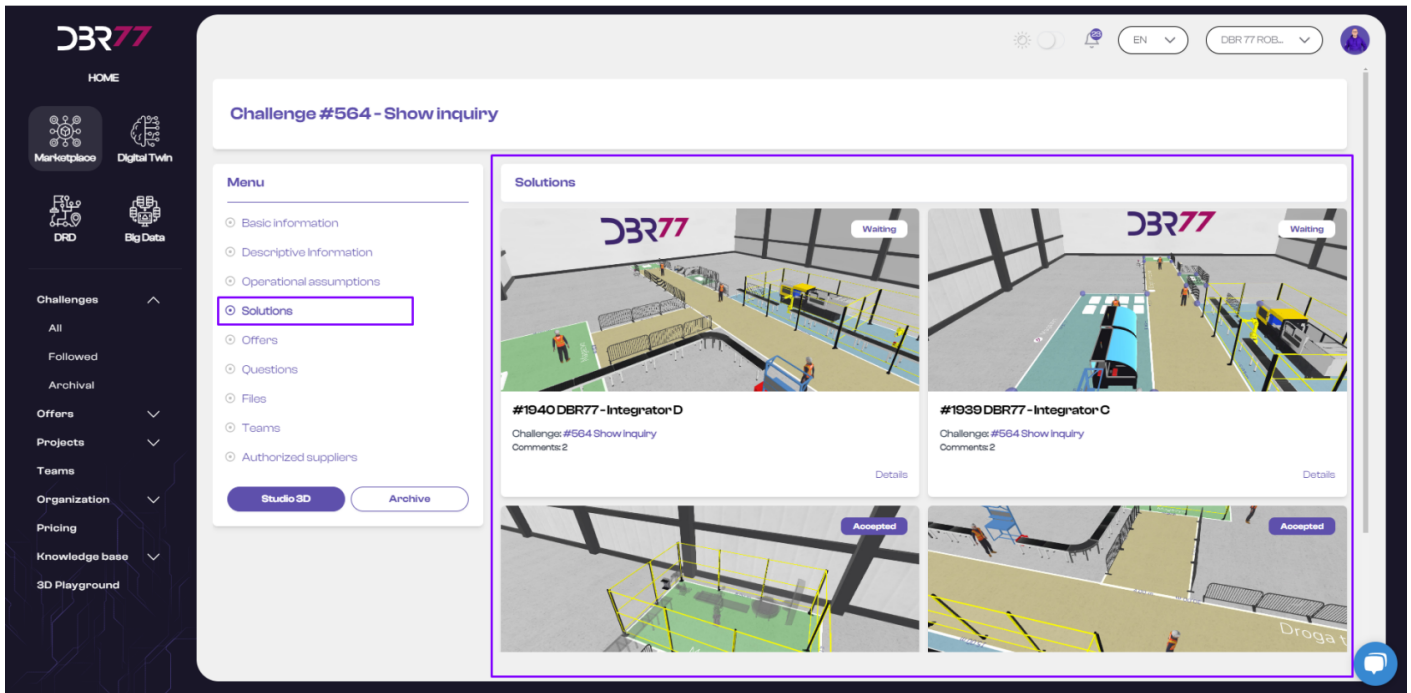 DBR77
HOME
Marketplace
Digital Twin
DRD
Big Data
Challenges
All
Followed
Archival
Offers
Projects
Teams
Organization
Pricing
Knowledge base
3D Playground
23
EN
DBR 77 ROB...
Challenge #564 - Show inquiry
Menu
Basic information
Descriptive Information
Operational assumptions
Solutions
Offers
Questions
Files
Teams
Authorized suppliers
Studio 3D
Archive
Solutions
DBR77
Waiting
#1940 DBR77 - Integrator D
Challenge: #564 Show inquiry
Comments: 2
Details
DBR77
Waiting
#1939 DBR77 - Integrator C
Challenge: #564 Show inquiry
Comments: 2
Details
Accepted
Accepted
Droga t